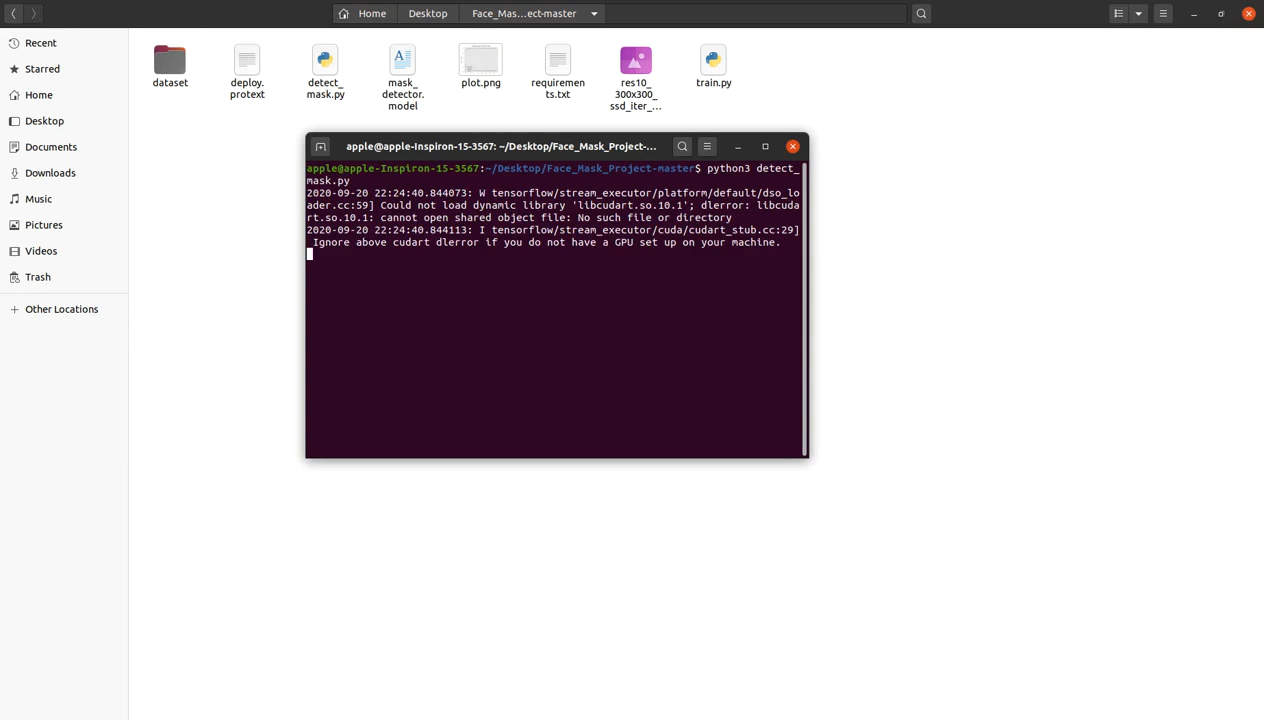 Home
Desktop
Face_Mas...ect-master
Recent
Starred
Home
Desktop
Documents
Downloads
Music
Pictures
Videos
Trash
Other Locations
dataset
deploy.
protext
detect_
mask.py
mask_
detector.
model
plot.png
requiremen
ts.txt
res10_
300x300_
ssd_iter_...
train.py
apple@apple-Inspiron-15-3567: ~/Desktop/Face_Mask_Project-...
apple@apple-Inspiron-15-3567:~/Desktop/Face_Mask_Project-master$ python3 detect_
mask.py
2020-09-20 22:24:40.844073: W tensorflow/stream_executor/platform/default/dso_lo
ader.cc:59] Could not load dynamic library 'libcudart.so.10.1'; dlerror: libcuda
rt.so.10.1: cannot open shared object file: No such file or directory
2020-09-20 22:24:40.844113: I tensorflow/stream_executor/cuda/cudart_stub.cc:29]
 Ignore above cudart dlerror if you do not have a GPU set up on your machine.